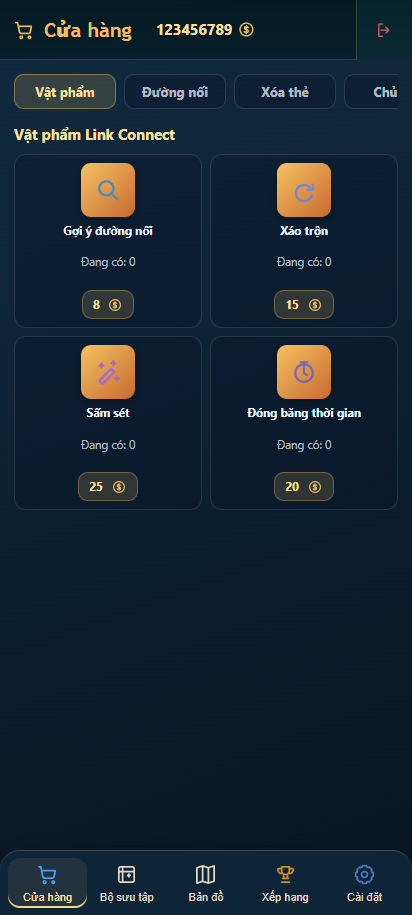 Cửa hàng 123456789
Vật phẩm Đường nối Xóa thẻ Chủ
Vật phẩm Link Connect
Gợi ý đường nối Xáo trộn
Đang có: 0 Đang có: 0
8 15
Sấm sét Đóng băng thời gian
Đang có: 0 Đang có: 0
25 20
Cửa hàng Bộ sưu tập Bản đồ Xếp hạng Cài đặt